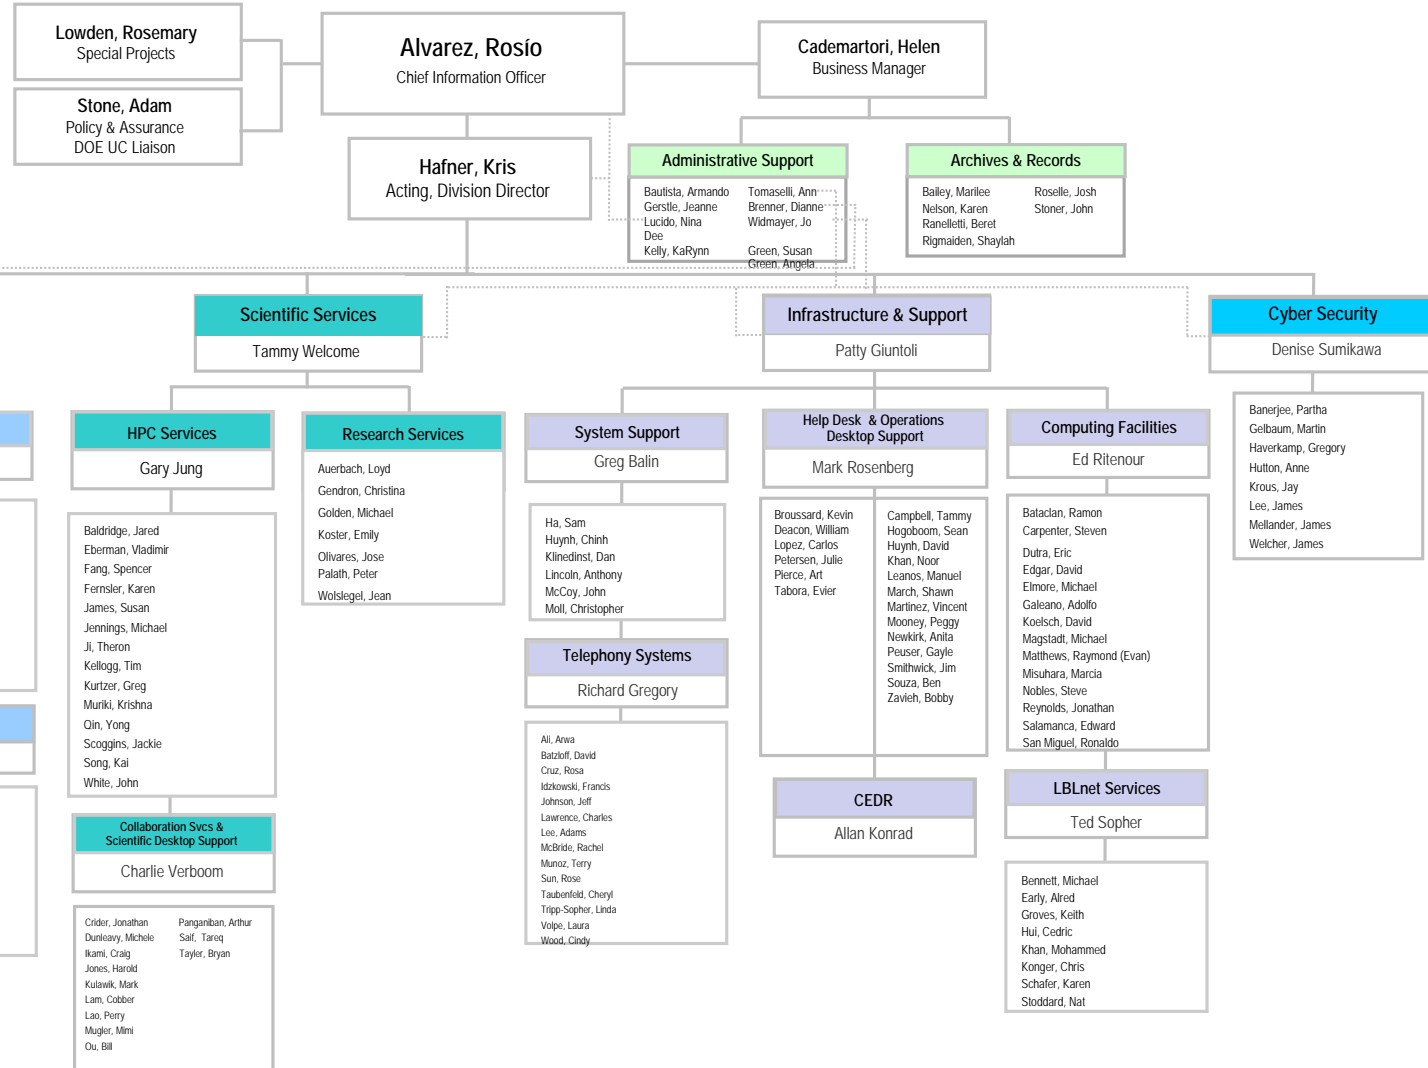 Lowden, Rosemary
Special Projects
Stone, Adam
Policy & Assurance
DOE UC Liaison
Alvarez, Rosío
Chief Information Officer
Cademartori, Helen
Business Manager
Hafner, Kris
Acting, Division Director
Administrative Support
Bautista, Armando
Gerstle, Jeanne
Lucido, Nina
Dee
Kelly, KaRynn
Tomaselli, Ann
Brenner, Dianne
Widmayer, Jo
Green, Susan
Green, Angela
Archives & Records
Bailey, Marilee
Nelson, Karen
Ranelletti, Beret
Rigmaiden, Shaylah
Roselle, Josh
Stoner, John
Scientific Services
Tammy Welcome
Infrastructure & Support
Patty Giuntoli
Cyber Security
Denise Sumikawa
Banerjee, Partha
Gelbaum, Martin
Haverkamp, Gregory
Hutton, Anne
Krous, Jay
Lee, James
Mellander, James
Welcher, James
HPC Services
Gary Jung
Baldridge, Jared
Eberman, Vladimir
Fang, Spencer
Fernsler, Karen
James, Susan
Jennings, Michael
Ji, Theron
Kellogg, Tim
Kurtzer, Greg
Muriki, Krishna
Qin, Yong
Scoggins, Jackie
Song, Kai
White, John
Collaboration Svcs &
Scientific Desktop Support
Charlie Verboom
Crider, Jonathan
Dunleavy, Michele
Ikami, Craig
Jones, Harold
Kulawik, Mark
Lam, Cobber
Lao, Perry
Mugler, Mimi
Ou, Bill
Panganiban, Arthur
Saif, Tareq
Tayler, Bryan
Research Services
Auerbach, Loyd
Gendron, Christina
Golden, Michael
Koster, Emily
Olivares, Jose
Palath, Peter
Wolslegel, Jean
System Support
Greg Balin
Ha, Sam
Huynh, Chinh
Klinedinst, Dan
Lincoln, Anthony
McCoy, John
Moll, Christopher
Telephony Systems
Richard Gregory
Ali, Arwa
Batzloff, David
Cruz, Rosa
Idzkowski, Francis
Johnson, Jeff
Lawrence, Charles
Lee, Adams
McBride, Rachel
Munoz, Terry
Sun, Rose
Taubenfeld, Cheryl
Tripp-Sopher, Linda
Volpe, Laura
Wood, Cindy
Help Desk & Operations
Desktop Support
Mark Rosenberg
Broussard, Kevin
Deacon, William
Lopez, Carlos
Petersen, Julie
Pierce, Art
Tabora, Evier
Campbell, Tammy
Hogoboom, Sean
Huynh, David
Khan, Noor
Leanos, Manuel
March, Shawn
Martinez, Vincent
Mooney, Peggy
Newkirk, Anita
Peuser, Gayle
Smithwick, Jim
Souza, Ben
Zavieh, Bobby
CEDR
Allan Konrad
Computing Facilities
Ed Ritenour
Bataclan, Ramon
Carpenter, Steven
Dutra, Eric
Edgar, David
Elmore, Michael
Galeano, Adolfo
Koelsch, David
Magstadt, Michael
Matthews, Raymond (Evan)
Misuhara, Marcia
Nobles, Steve
Reynolds, Jonathan
Salamanca, Edward
San Miguel, Ronaldo
LBLnet Services
Ted Sopher
Bennett, Michael
Early, Alred
Groves, Keith
Hui, Cedric
Khan, Mohammed
Konger, Chris
Schafer, Karen
Stoddard, Nat